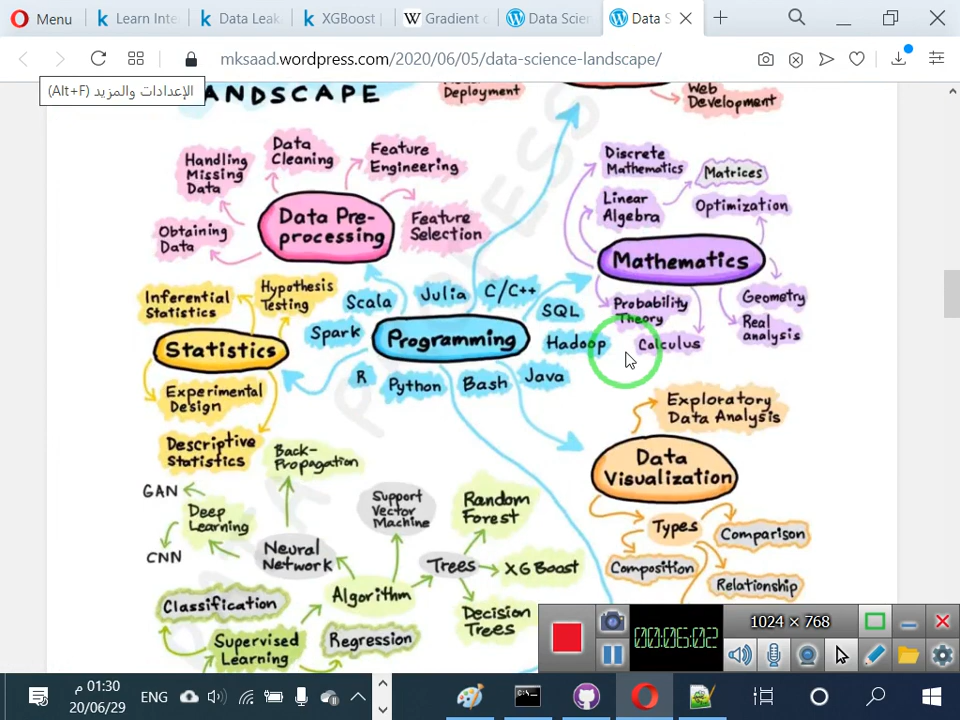 Menu
Learn Inte
Data Leak
XGBoost
Gradient
Data Scien
Data S
mksaad.wordpress.com/2020/06/05/data-science-landscape/
الإعدادات والمزيد (Alt+F)
LANDSCAPE
Deployment
Web
Development
Handling
Missing
Data
Data
Cleaning
Feature
Engineering
Obtaining
Data
Data Pre-
processing
Feature
Selection
Discrete
Mathematics
Matrices
Linear
Algebra
Optimization
Mathematics
Probability
Theory
Geometry
Calculus
Real
analysis
Inferential
Statistics
Hypothesis
Testing
Statistics
Experimental
Design
Descriptive
Statistics
Scala
Julia
C/C++
SQL
Spark
Programming
Hadoop
R
Python
Bash
Java
Exploratory
Data Analysis
Data
Visualization
Types
Comparison
Composition
Relationship
Back-
Propagation
GAN
Deep
Learning
CNN
Neural
Network
Support
Vector
Machine
Random
Forest
Trees
XGBoost
Decision
Trees
Algorithm
Classification
Supervised
Learning
Regression
1024 × 768
00:06:02
01:30 م
20/06/29
ENG